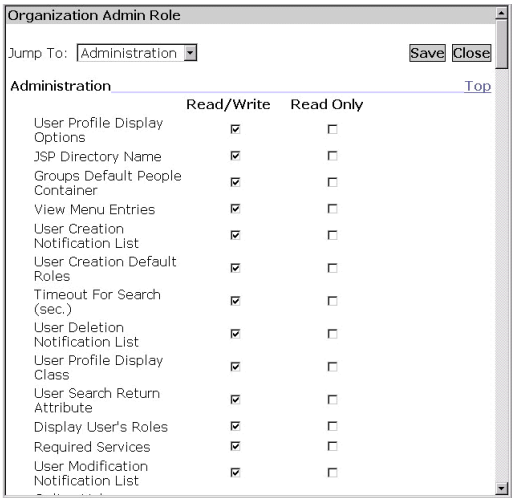 Organization Admin Role
Jump To: Administration Save Close
Administration Top
Read/Write Read Only
User Profile Display
Options
JSP Directory Name
Groups Default People
Container
View Menu Entries
User Creation
Notification List
User Creation Default
Roles
Timeout For Search
(sec.)
User Deletion
Notification List
User Profile Display
Class
User Search Return
Attribute
Display User's Roles
Required Services
User Modification
Notification List